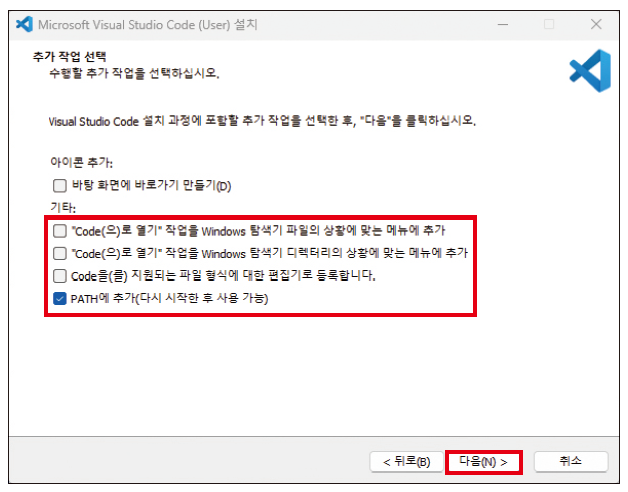 Microsoft Visual Studio Code (User) 설치
추가 작업 선택
수행할 추가 작업을 선택하십시오.
Visual Studio Code 설치 과정에 포함할 추가 작업을 선택한 후, "다음"을 클릭하십시오.
아이콘 추가:
바탕 화면에 바로가기 만들기(D)
기타:
"Code(으)로 열기" 작업을 Windows 탐색기 파일의 상황에 맞는 메뉴에 추가
"Code(으)로 열기" 작업을 Windows 탐색기 디렉터리의 상황에 맞는 메뉴에 추가
Code을(를) 지원되는 파일 형식에 대한 편집기로 등록합니다.
PATH에 추가(다시 시작한 후 사용 가능)
< 뒤로(B) 다음(N) > 취소